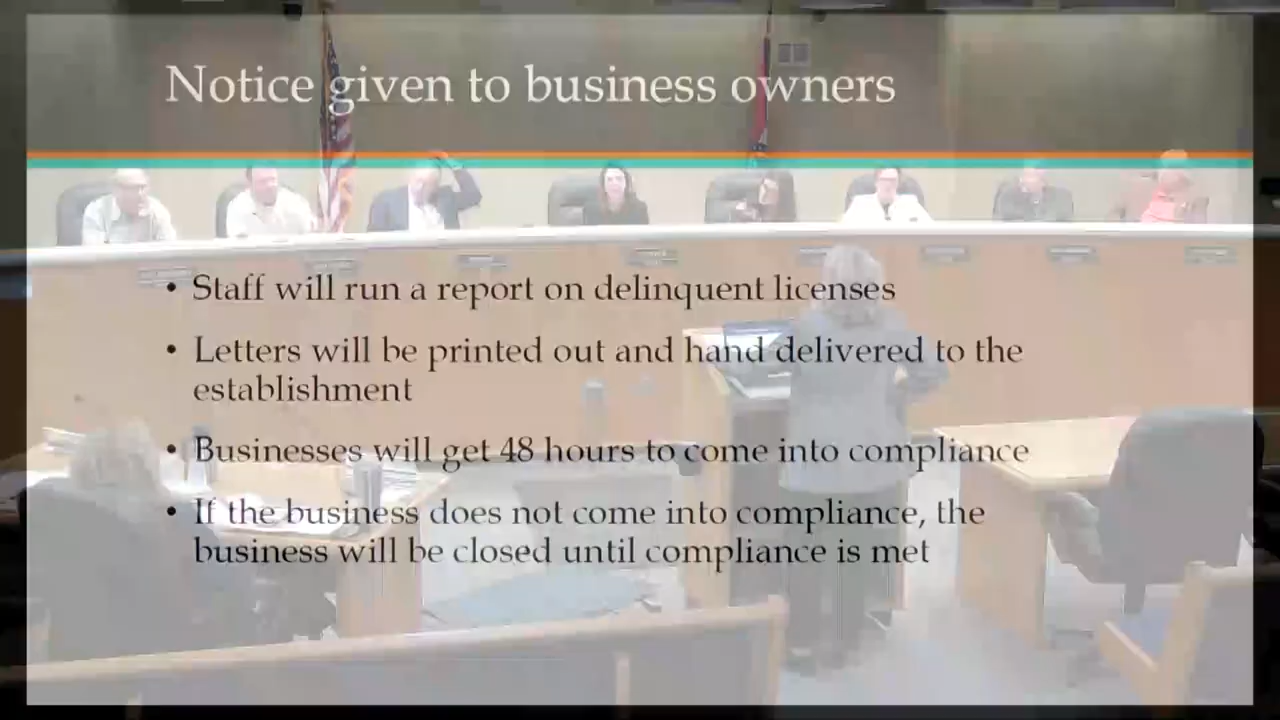 Notice given to business owners
• Staff will run a report on delinquent licenses
• Letters will be printed out and hand delivered to the
establishment
• Businesses will get 48 hours to come into compliance
• If the business does not come into compliance, the
business will be closed until compliance is met